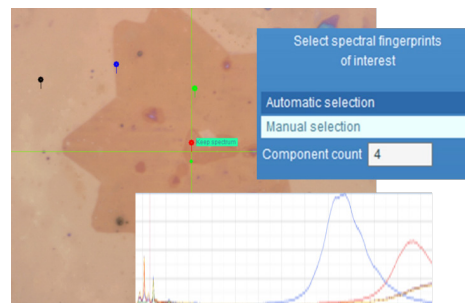 Select spectral fingerprints
of interest
Automatic selection
Manual selection
Component count 4
Keep spectrum